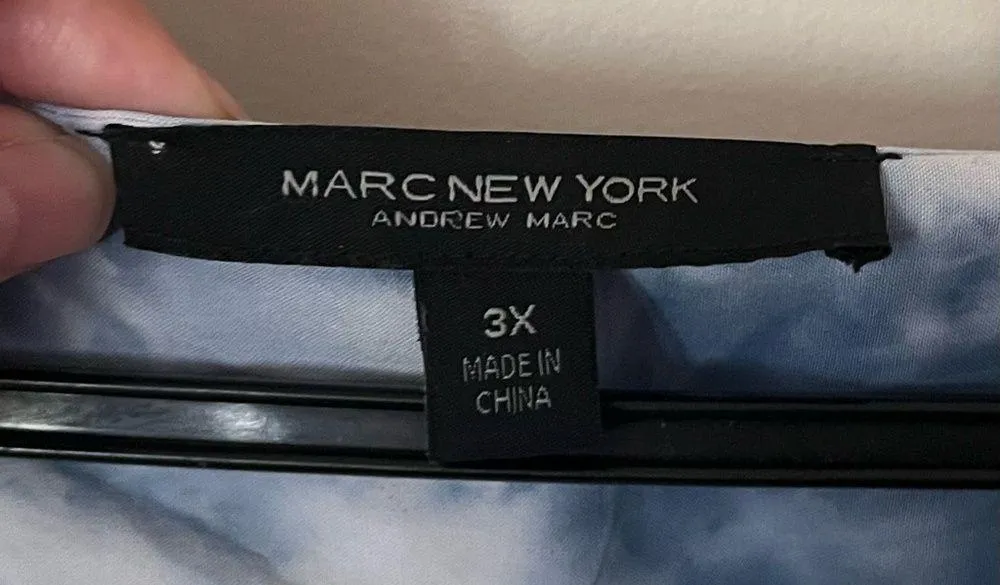 MARC NEW YORK
ANDREW MARC
3X
MADE IN
CHINA